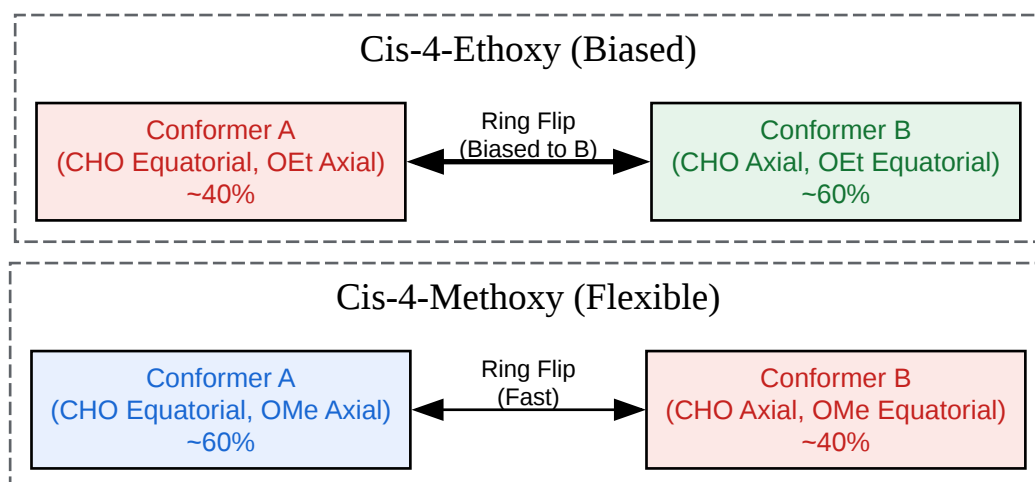 Cis-4-Ethoxy (Biased)
Conformer A
(CHO Equatorial, OEt Axial)
~40%
Ring Flip
(Biased to B)
Conformer B
(CHO Axial, OEt Equatorial)
~60%
Cis-4-Methoxy (Flexible)
Conformer A
(CHO Equatorial, OMe Axial)
~60%
Ring Flip
(Fast)
Conformer B
(CHO Axial, OMe Equatorial)
~40%